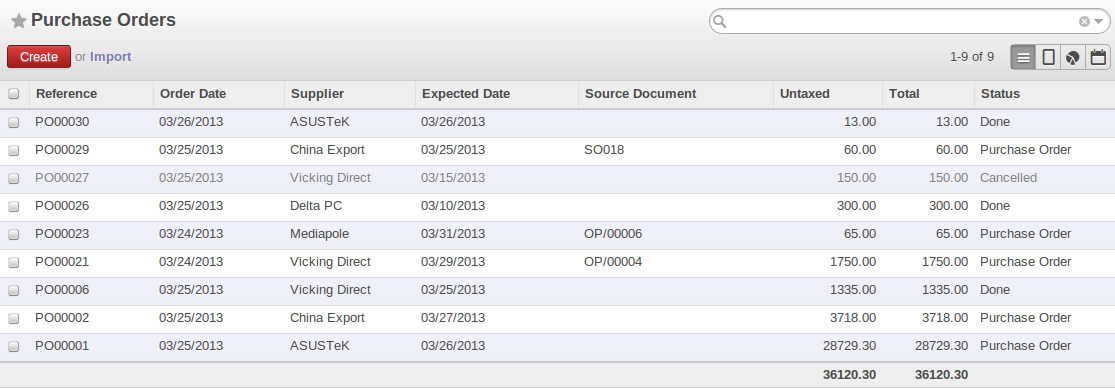 Purchase Orders
Create or Import 1-9 of 9
Reference Order Date Supplier Expected Date Source Document Untaxed Total Status
PO00030 03/26/2013 ASUSTeK 03/26/2013 13.00 13.00 Done
PO00029 03/25/2013 China Export 03/25/2013 SO018 60.00 60.00 Purchase Order
PO00027 03/25/2013 Vicking Direct 03/15/2013 150.00 150.00 Cancelled
PO00026 03/25/2013 Delta PC 03/10/2013 300.00 300.00 Done
PO00023 03/24/2013 Mediapole 03/31/2013 OP/00006 65.00 65.00 Purchase Order
PO00021 03/24/2013 Vicking Direct 03/29/2013 OP/00004 1750.00 1750.00 Purchase Order
PO00006 03/25/2013 Vicking Direct 03/25/2013 1335.00 1335.00 Done
PO00002 03/25/2013 China Export 03/27/2013 3718.00 3718.00 Purchase Order
PO00001 03/25/2013 ASUSTeK 03/26/2013 28729.30 28729.30 Purchase Order
36120.30 36120.30